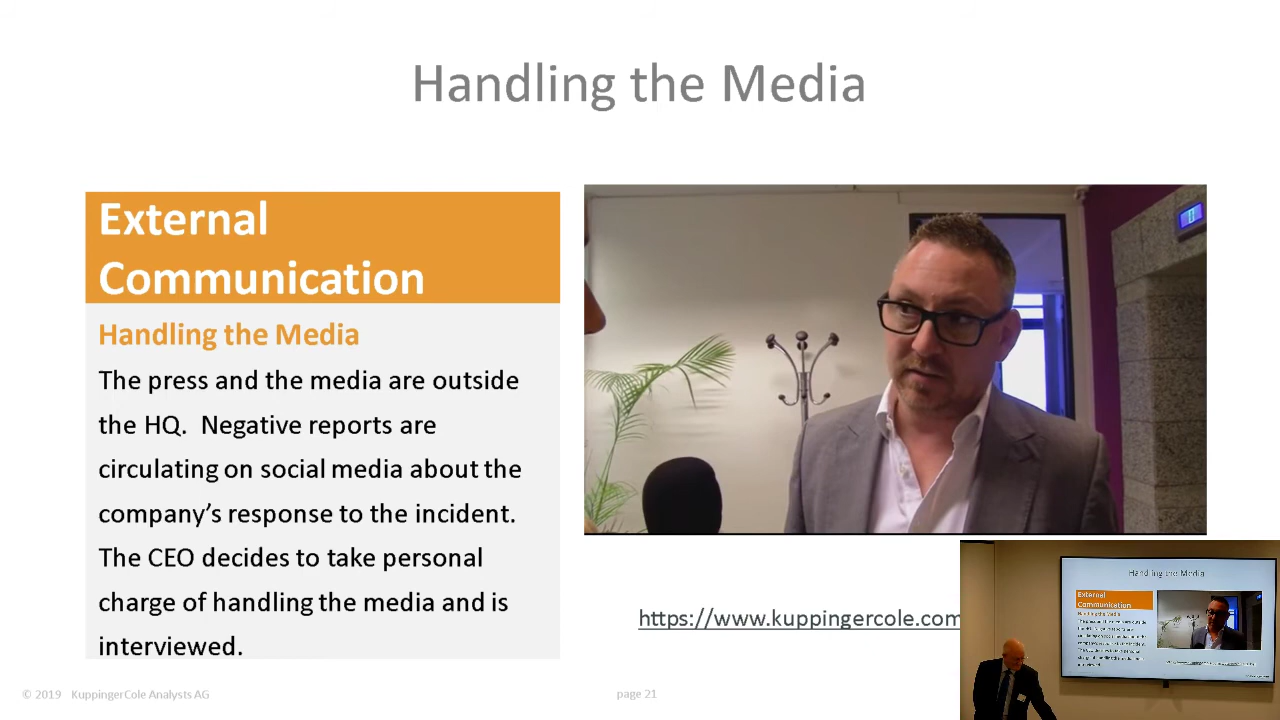 Handling the Media
External
Communication
Handling the Media
The press and the media are outside
the HQ.  Negative reports are
circulating on social media about the
company's response to the incident.
The CEO decides to take personal
charge of handling the media and is
interviewed.
https://www.kuppingercole.com
© 2019 KuppingerCole Analysts AG
page 21
Handling the Media
External
Communication
Handling the Media